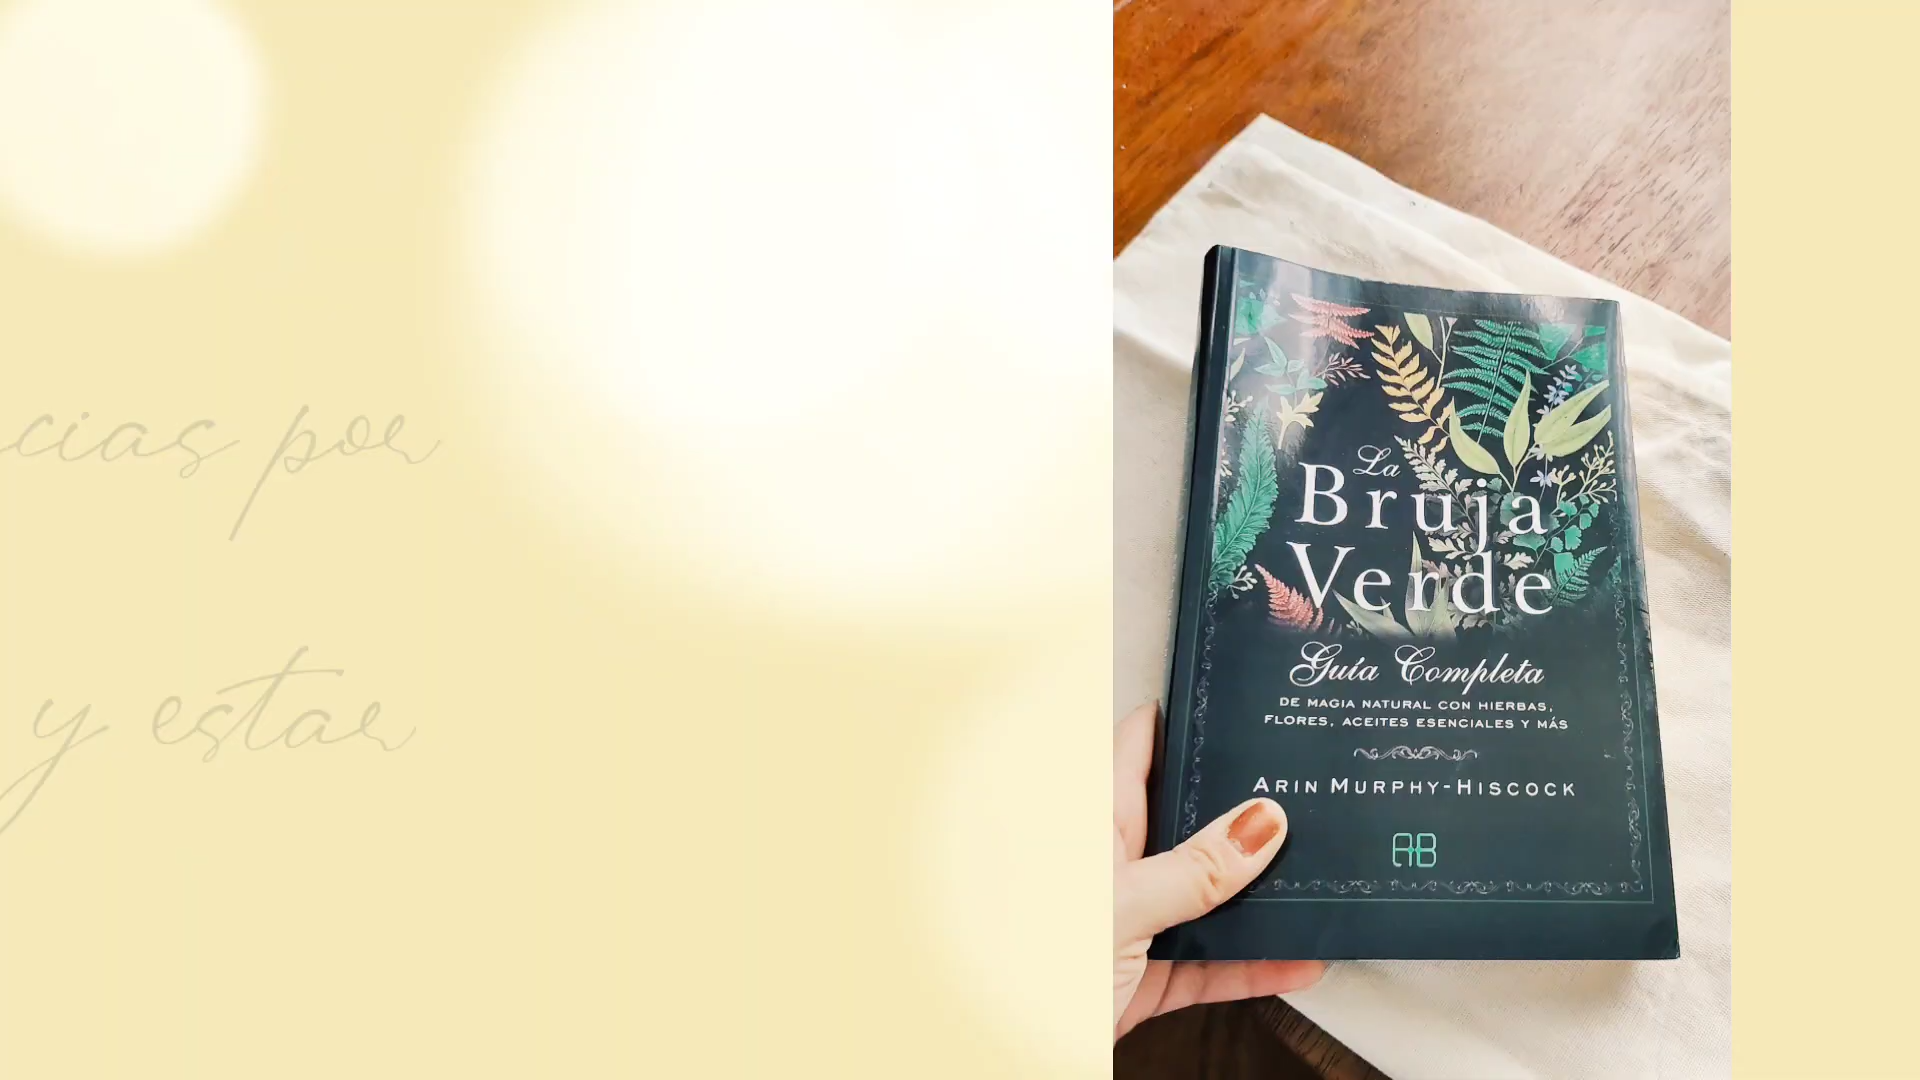 cias por
y estar
La
Bruja
Verde
Guía Completa
DE MAGIA NATURAL CON HIERBAS,
FLORES, ACEITES ESENCIALES Y MÁS
ARIN MURPHY-HISCOCK
AB